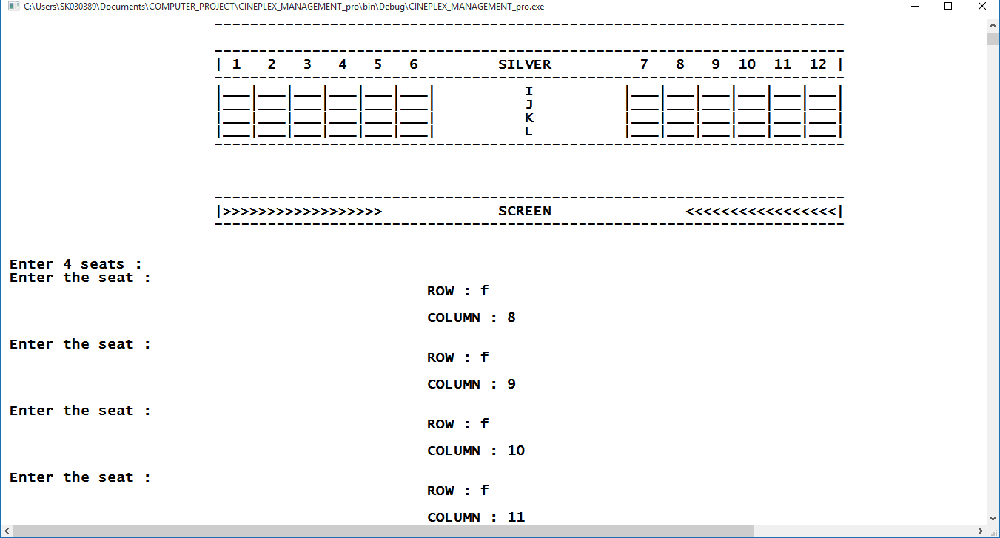 C:\Users\SK030389\Documents\COMPUTER_PROJECT\CINEPLEX_MANAGEMENT_pro\bin\Debug\CINEPLEX_MANAGEMENT_pro.exe
-----------------------------------------------------------------------
-----------------------------------------------------------------------
| 1   2   3   4   5   6         SILVER          7   8   9  10  11  12 |
-----------------------------------------------------------------------
|___|___|___|___|___|___|          I          |___|___|___|___|___|___|
|___|___|___|___|___|___|          J          |___|___|___|___|___|___|
|___|___|___|___|___|___|          K          |___|___|___|___|___|___|
|___|___|___|___|___|___|          L          |___|___|___|___|___|___|
-----------------------------------------------------------------------
-----------------------------------------------------------------------
|>>>>>>>>>>>>>>>>>>             SCREEN               <<<<<<<<<<<<<<<<<|
-----------------------------------------------------------------------
Enter 4 seats :
Enter the seat :
ROW : f
COLUMN : 8
Enter the seat :
ROW : f
COLUMN : 9
Enter the seat :
ROW : f
COLUMN : 10
Enter the seat :
ROW : f
COLUMN : 11